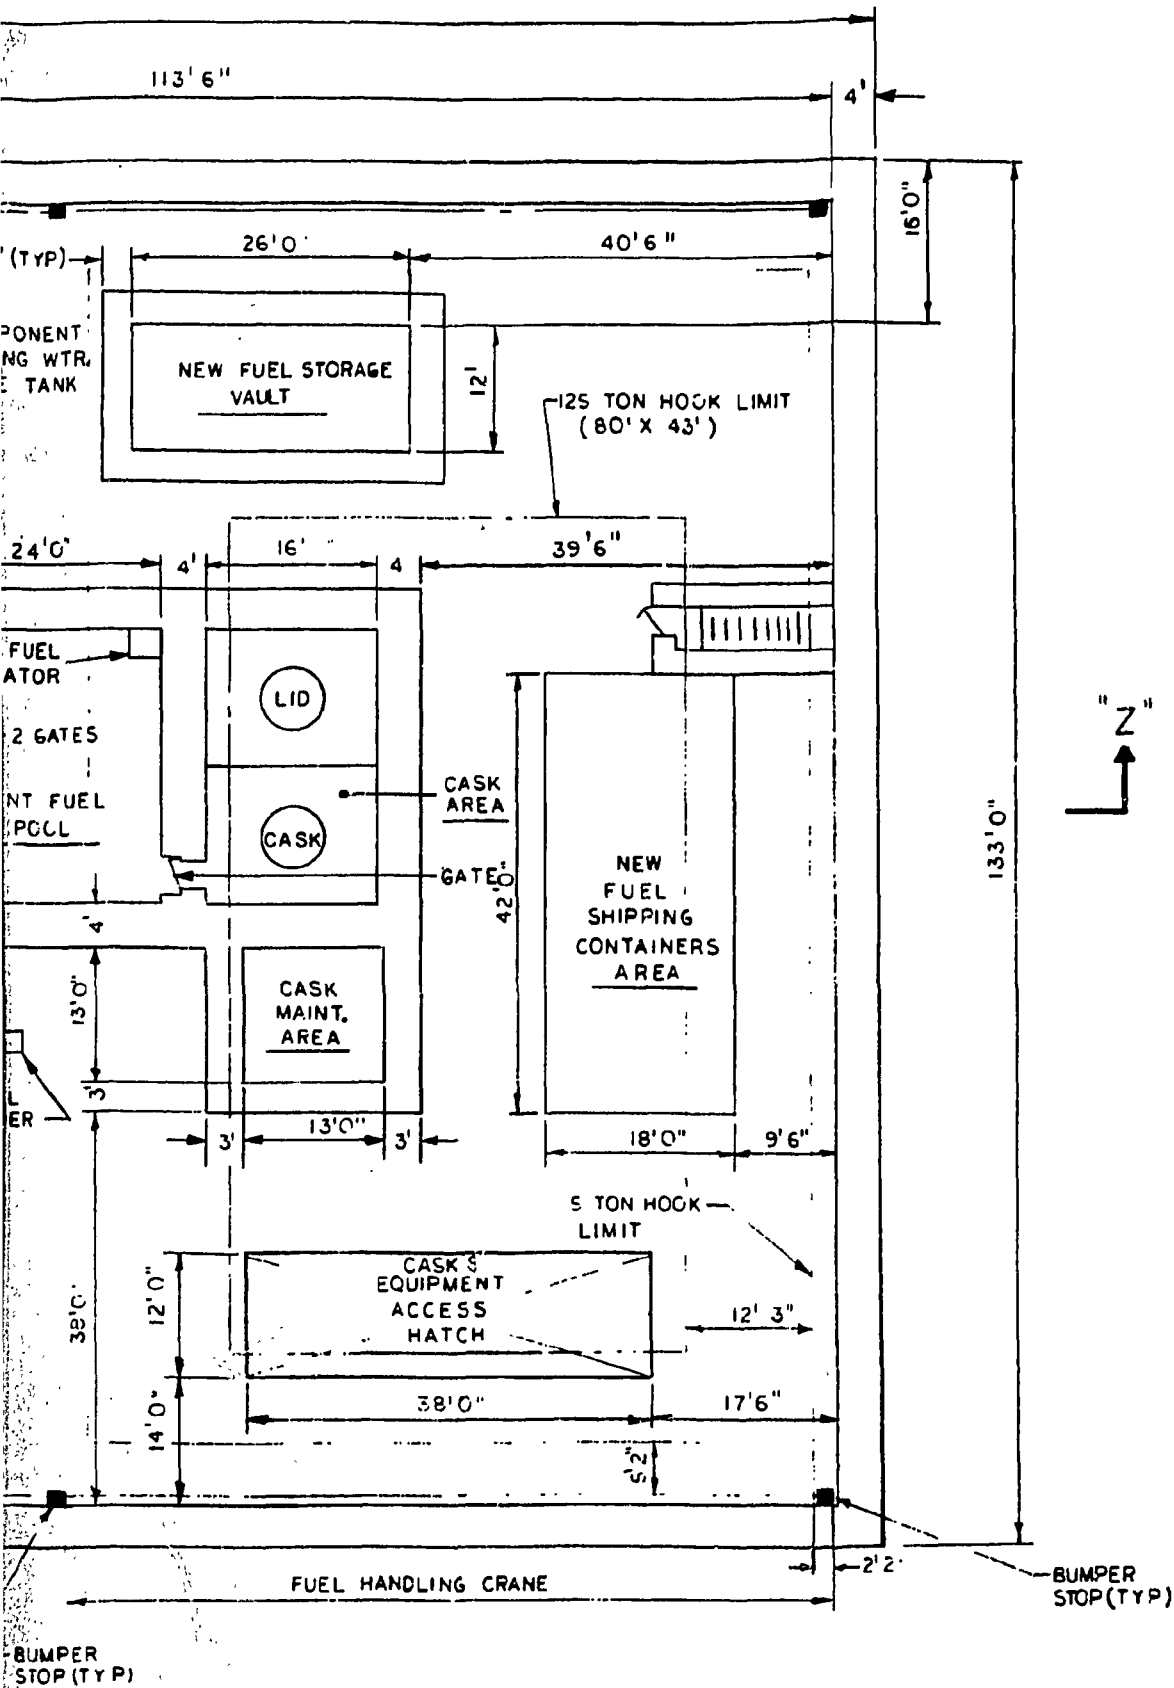 113'6"
4'
16'0"
26'0
40'6"
'(TYP)
PONENT
NG WTR.
E TANK
NEW FUEL STORAGE
VAULT
12'
125 TON HOOK LIMIT
(80' X 43')
24'0"
4'
16'
4
39'6"
FUEL
ATOR
LID
2 GATES
"Z"
NT FUEL
POOL
CASK
AREA
CASK
GATE
42'0"
133'0"
NEW
FUEL
SHIPPING
CONTAINERS
AREA
4'
13'0"
CASK
MAINT.
AREA
3'
L
ER
3'
13'0"
3'
18'0"
9'6"
5 TON HOOK
LIMIT
38'0"
12'0"
CASK &
EQUIPMENT
ACCESS
HATCH
12' 3"
14'0"
38'0"
17'6"
5'2"
2'2"
FUEL HANDLING CRANE
BUMPER
STOP(TYP)
BUMPER
STOP(TYP)